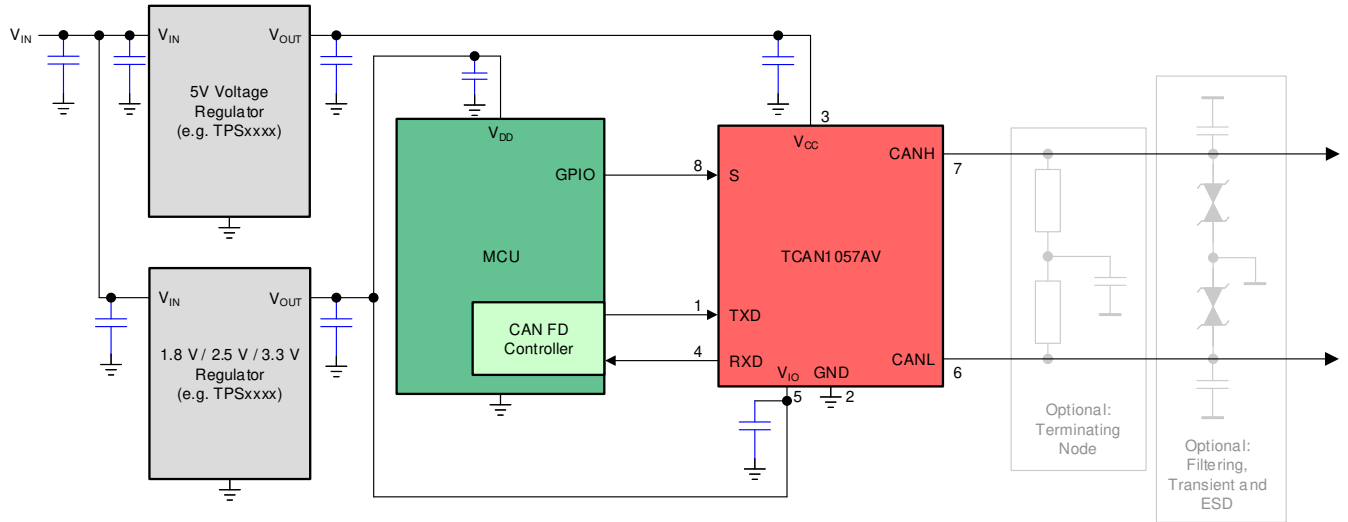 VIN
VIN
VOUT
5V Voltage
Regulator
(e.g. TPSxxxx)
VIN
VOUT
1.8 V / 2.5 V / 3.3 V
Regulator
(e.g. TPSxxxx)
VDD
GPIO
MCU
CAN FD
Controller
8
1
4
3
VCC
CANH
7
S
TCAN1057AV
TXD
RXD
VIO
GND
CANL
6
5
2
Optional:
Terminating
Node
Optional:
Filtering,
Transient and
ESD